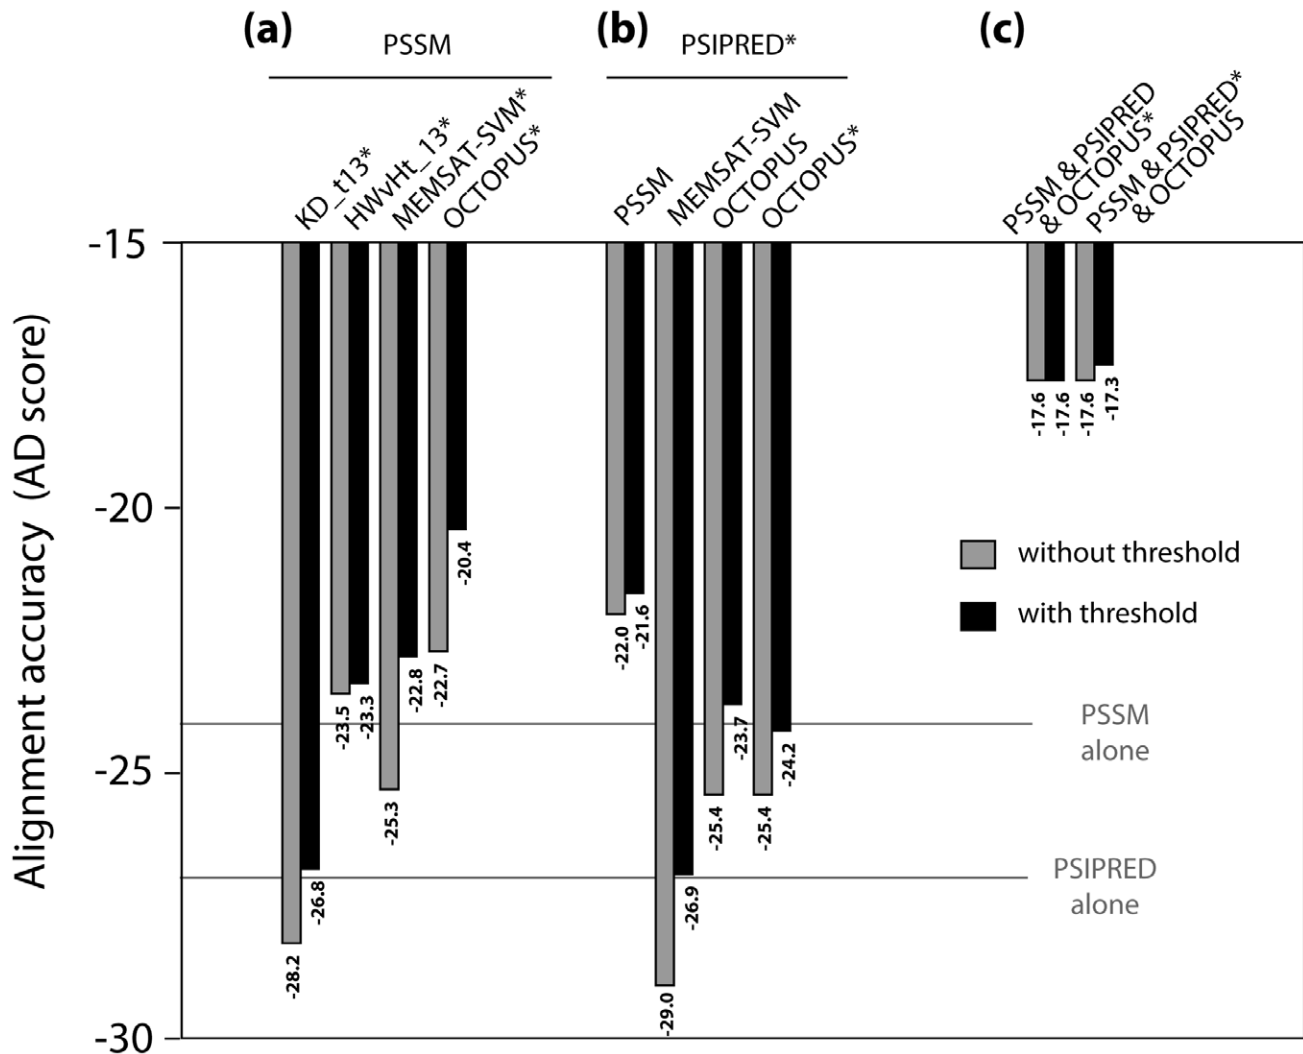 (a)
(b)
(c)
PSSM
PSIPRED*
KD_t13*
HWvHt_13*
MEMSAT-SVM*
OCTOPUS*
PSSM
MEMSAT-SVM
OCTOPUS
OCTOPUS*
PSSM & PSIPRED
& OCTOPUS*
PSSM & PSIPRED*
& OCTOPUS
Alignment accuracy (AD score)
-15
-20
-25
-30
-28.2
-26.8
-23.5
-23.3
-25.3
-22.8
-22.7
-20.4
-22.0
-21.6
-29.0
-26.9
-25.4
-23.7
-25.4
-24.2
-17.6
-17.6
-17.6
-17.3
without threshold
with threshold
PSSM
alone
PSIPRED
alone